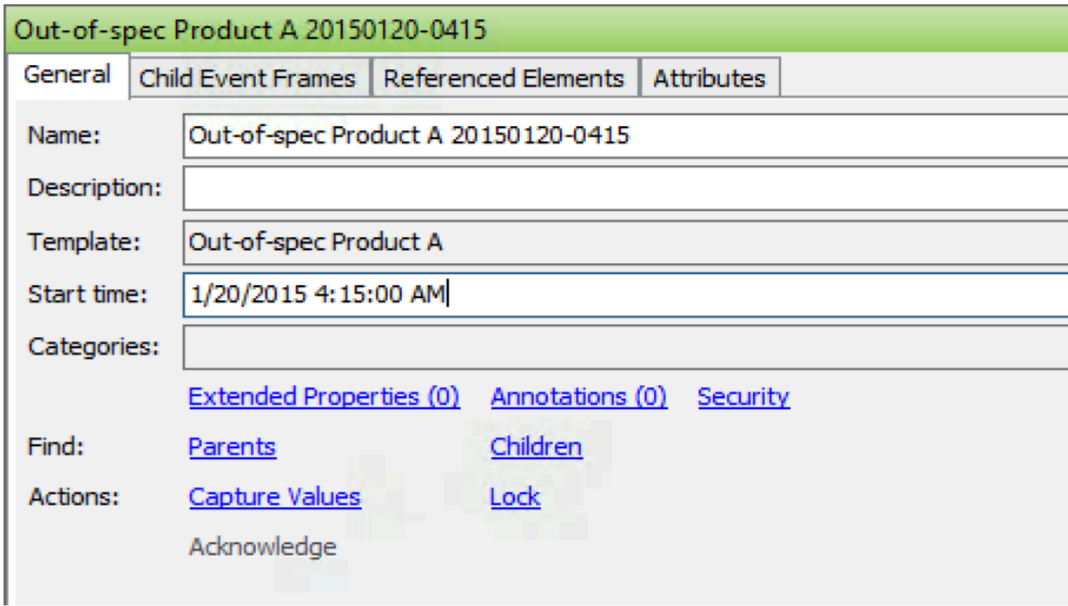 Out-of-spec Product A 20150120-0415
General Child Event Frames Referenced Elements Attributes
Name: Out-of-spec Product A 20150120-0415
Description:
Template: Out-of-spec Product A
Start time: 1/20/2015 4:15:00 AM
Categories:
Extended Properties (0) Annotations (0) Security
Find: Parents Children
Actions: Capture Values Lock
Acknowledge